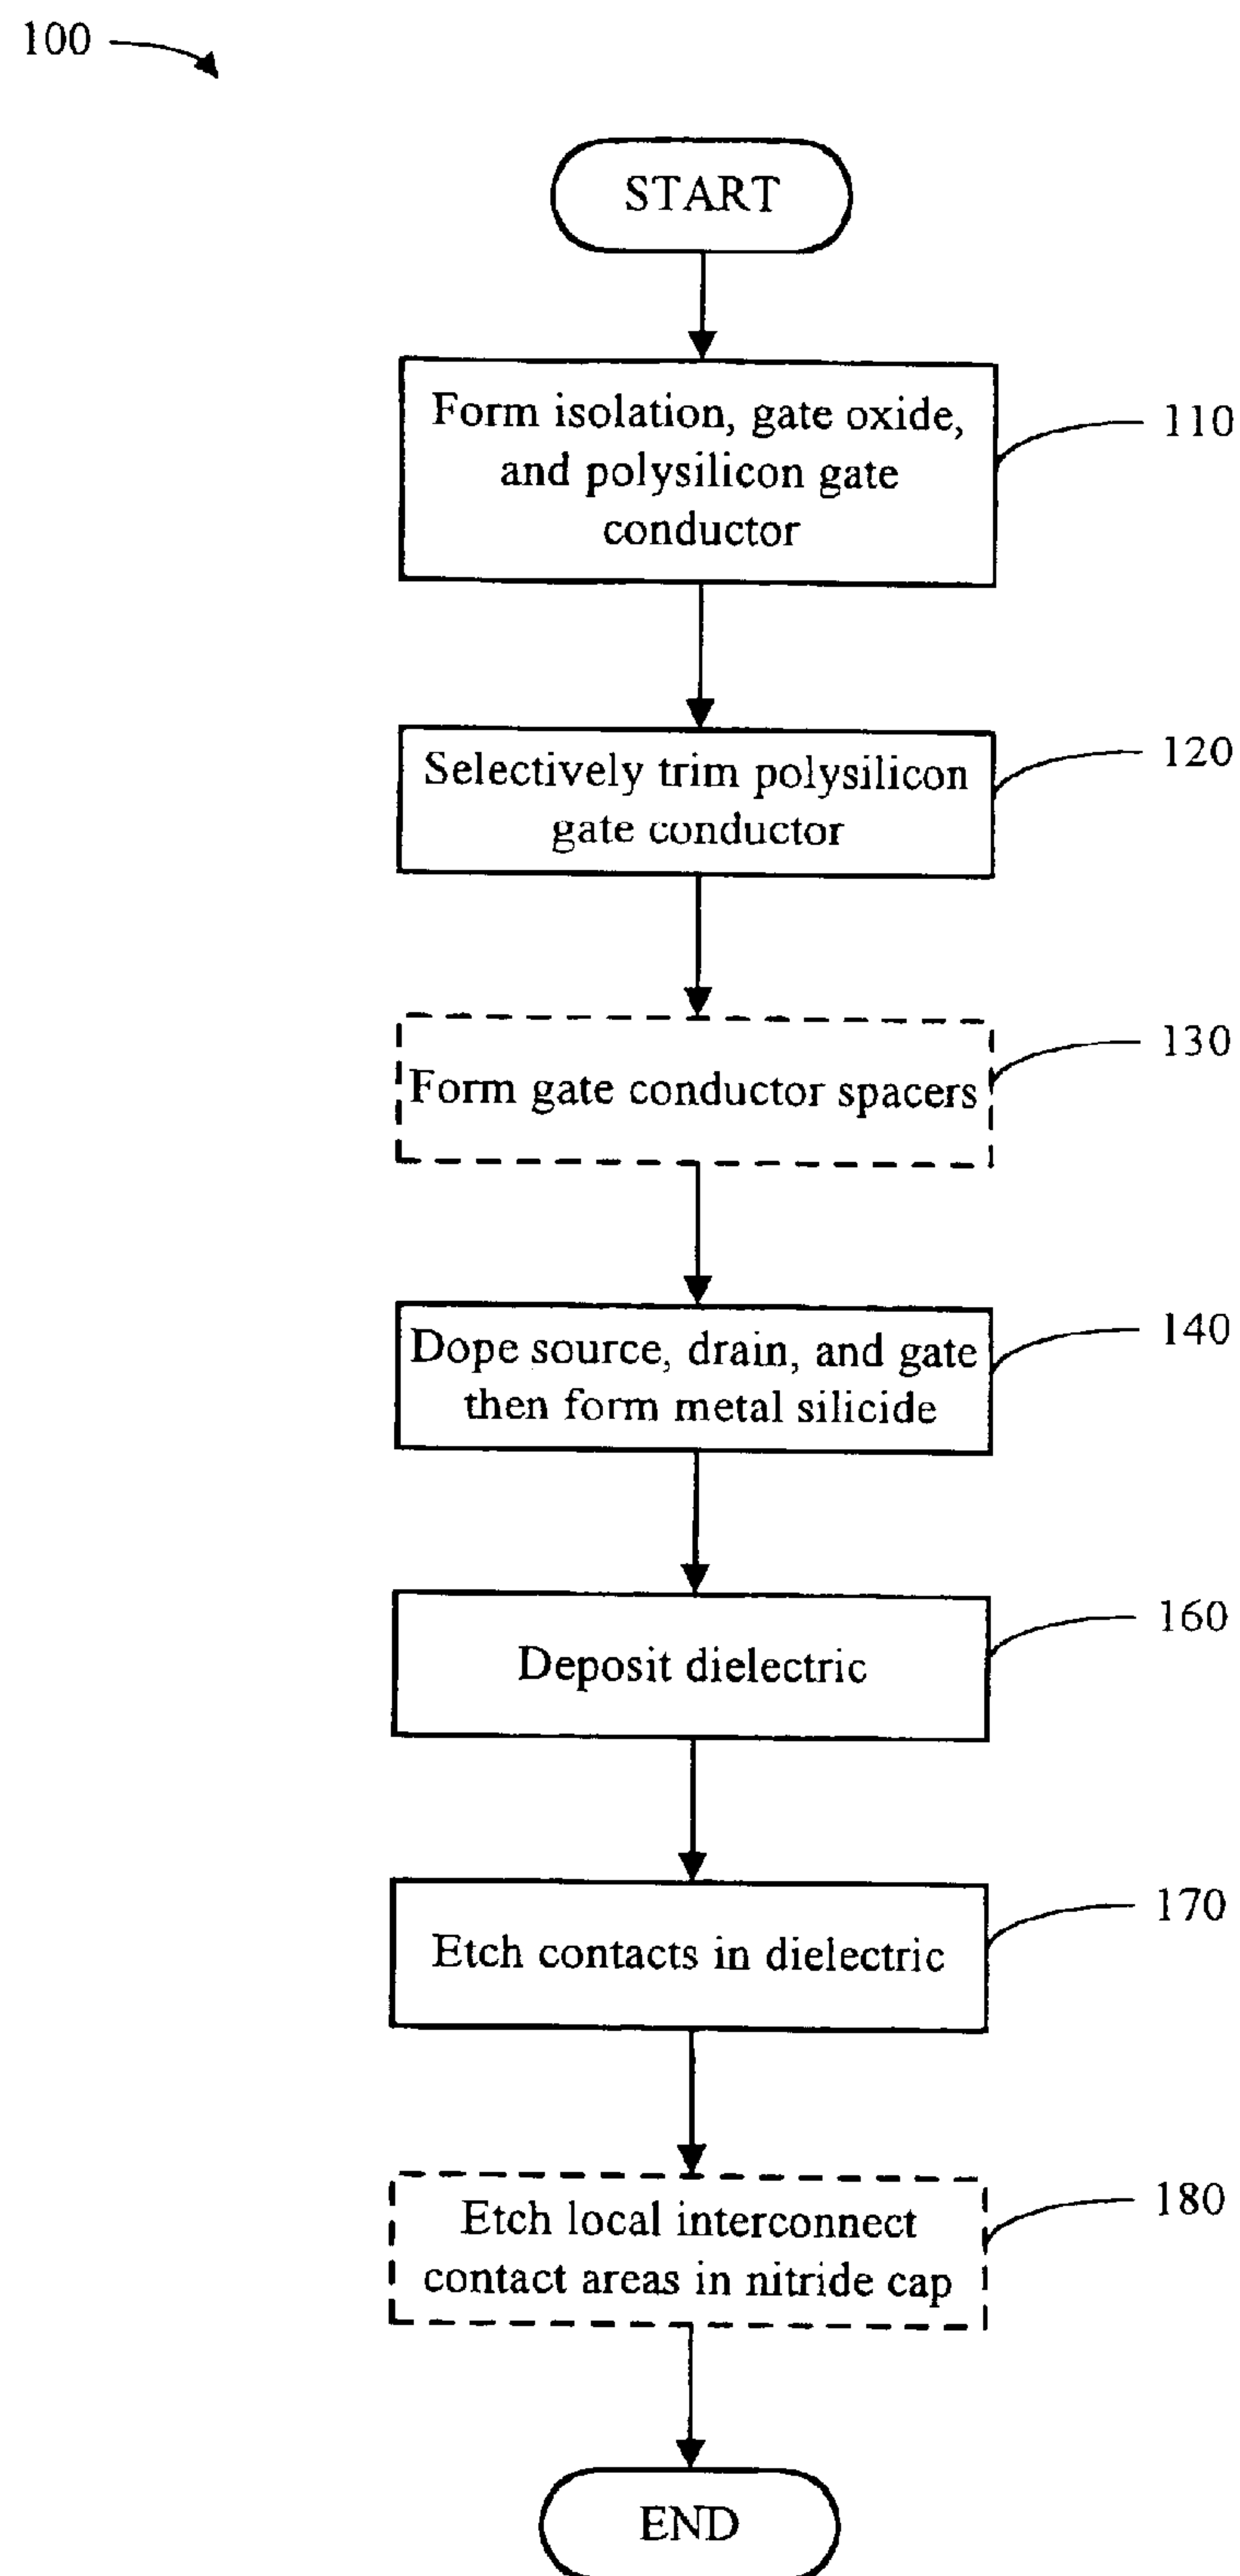 100
START
Form isolation, gate oxide,
and polysilicon gate
conductor
110
Selectively trim polysilicon
gate conductor
120
Form gate conductor spacers
130
Dope source, drain, and gate
then form metal silicide
140
Deposit dielectric
160
Etch contacts in dielectric
170
Etch local interconnect
contact areas in nitride cap
180
END